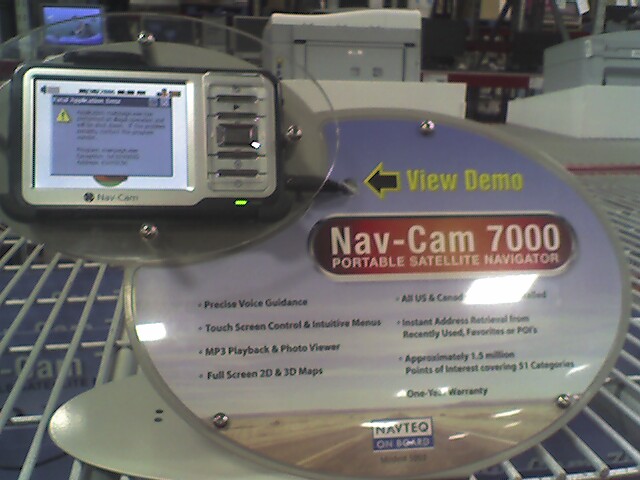 Fatal Application Error
Nav-Cam
View Demo
Nav-Cam 7000
PORTABLE SATELLITE NAVIGATOR
• Precise Voice Guidance
• Touch Screen Control & Intuitive Menus
• MP3 Playback & Photo Viewer
• Full Screen 2D & 3D Maps
• All US & Canada
• Instant Address Retrieval from
Recently Used, Favorites or POI's
• Approximately 1.5 million
Points of Interest covering 51 Categories
One-Year Warranty
NAVTEQ
ON BOARD